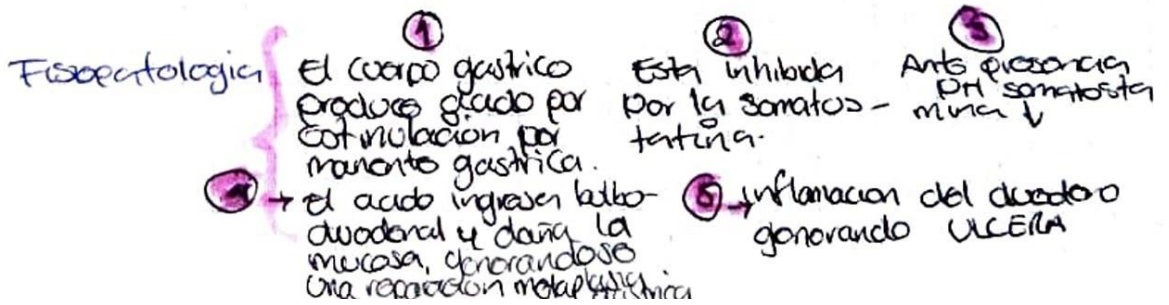 Fisiopatologia
1
El cuerpo gastrico
produce acido por
estimulacion por
gastrica.
2
Esta inhibida
por la somatos-
tatina.
3
Ante presencia
PH somatosta
mina ↓
4 → el acido ingresa en bulbo-
duodenal y daña la
mucosa, generandose
una reparacion
5 → inflamacion del duodeno
generando ULCERA